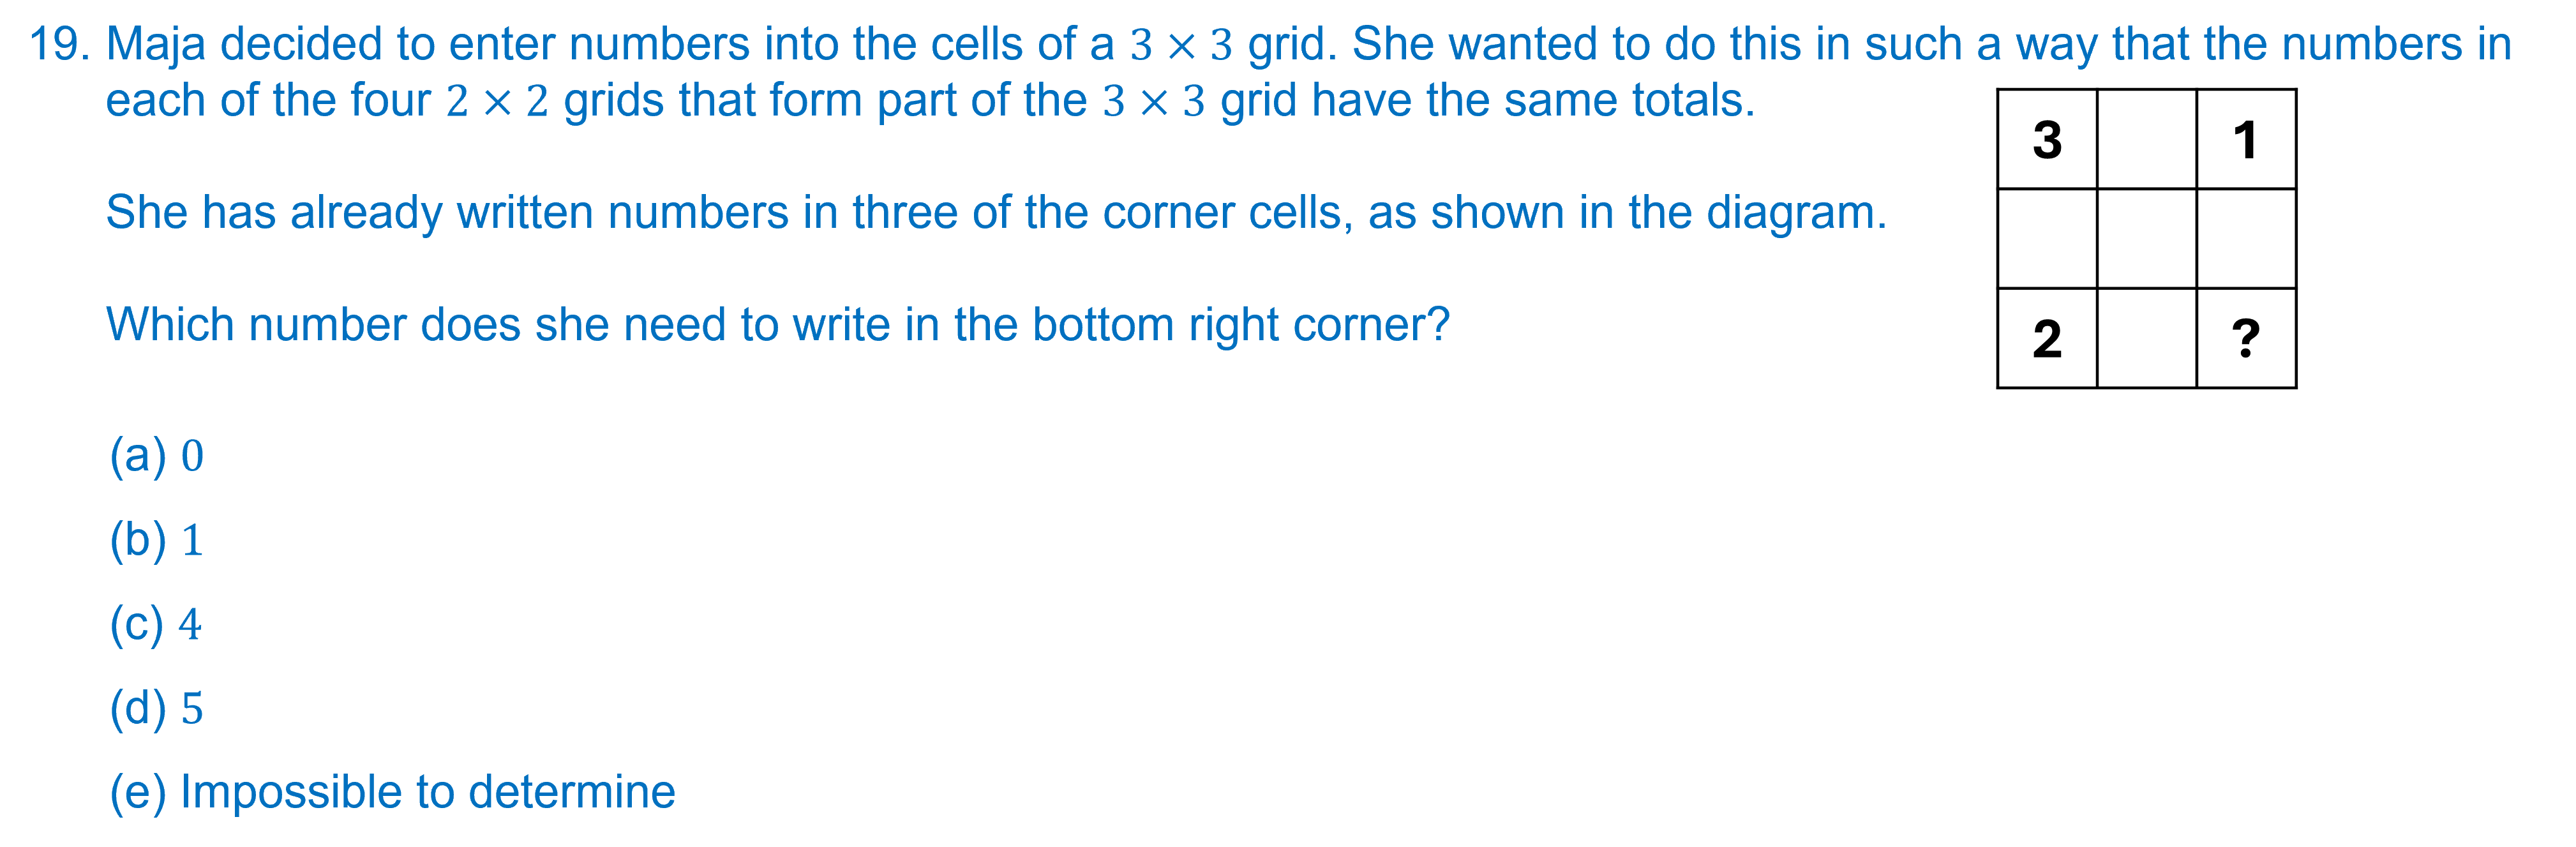 19. Maja decided to enter numbers into the cells of a 3 × 3 grid. She wanted to do this in such a way that the numbers in
each of the four 2 × 2 grids that form part of the 3 × 3 grid have the same totals.
3 1
She has already written numbers in three of the corner cells, as shown in the diagram.
Which number does she need to write in the bottom right corner?
2 ?
(a) 0
(b) 1
(c) 4
(d) 5
(e) Impossible to determine